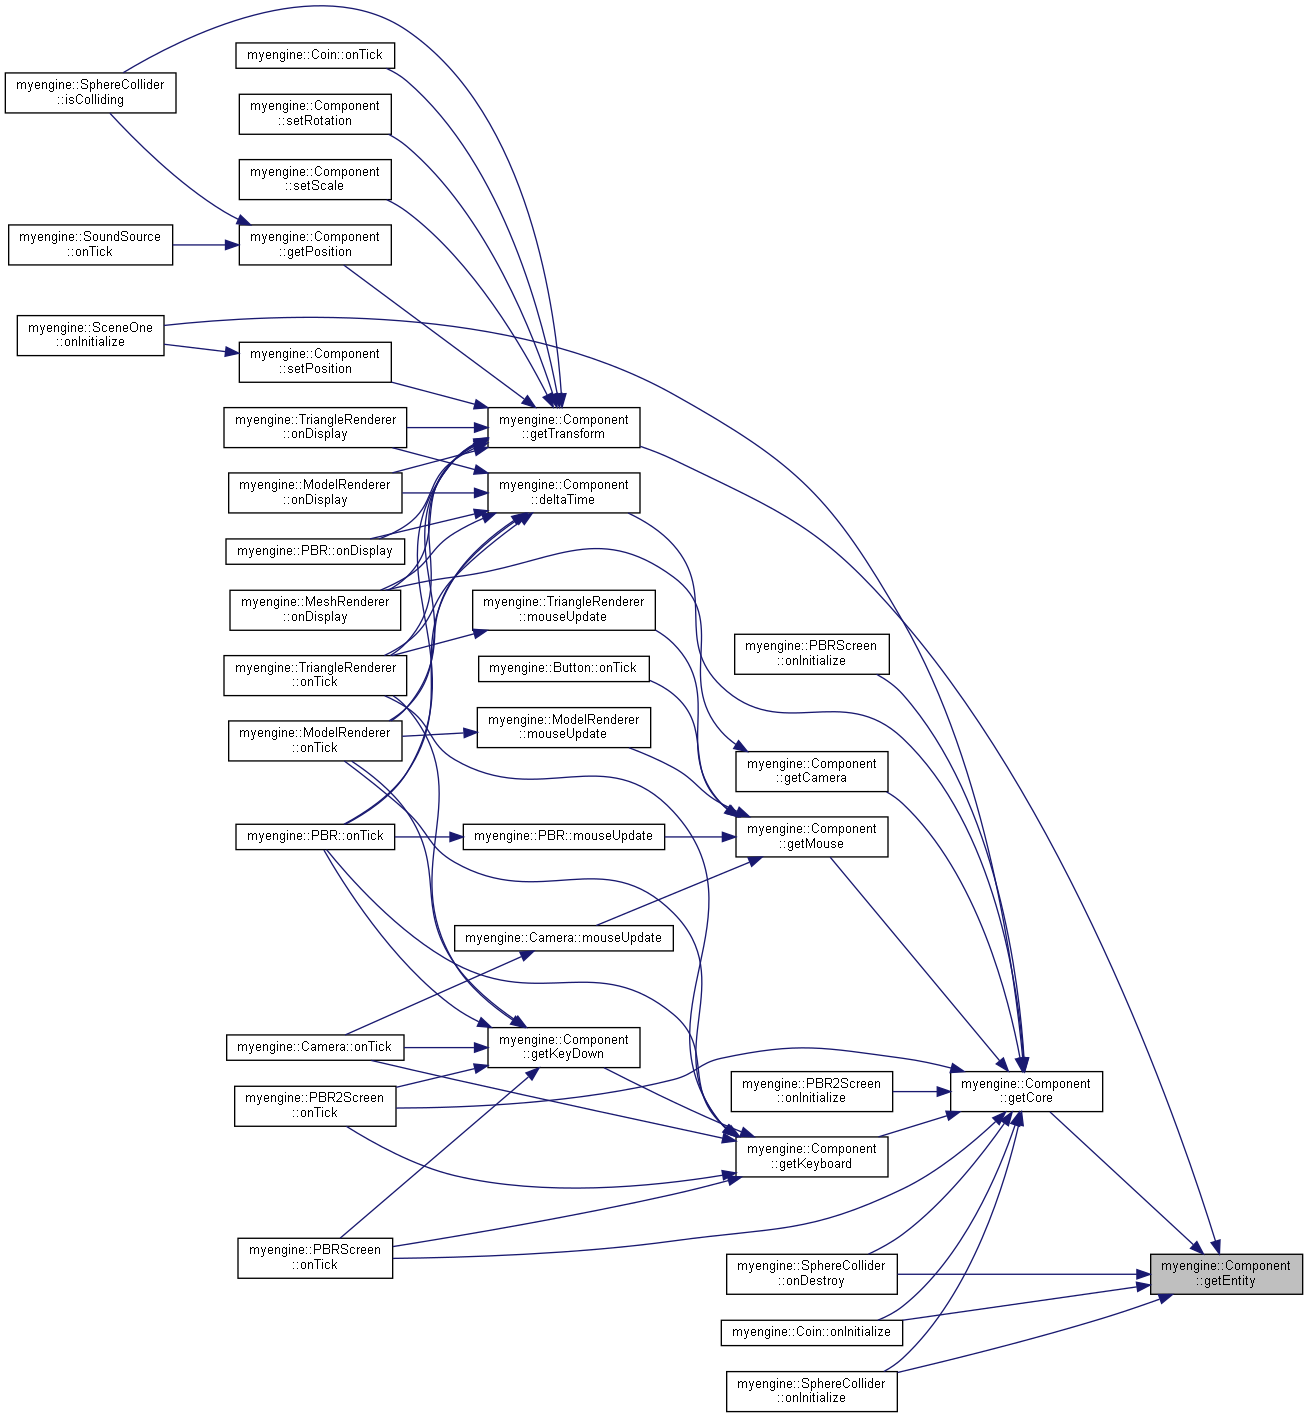 myengine::Coin::onTick
myengine::SphereCollider
::isColliding
myengine::Component
::setRotation
myengine::Component
::setScale
myengine::SoundSource
::onTick
myengine::Component
::getPosition
myengine::SceneOne
::onInitialize
myengine::Component
::setPosition
myengine::TriangleRenderer
::onDisplay
myengine::Component
::getTransform
myengine::ModelRenderer
::onDisplay
myengine::Component
::deltaTime
myengine::PBR::onDisplay
myengine::MeshRenderer
::onDisplay
myengine::TriangleRenderer
::mouseUpdate
myengine::PBRScreen
::onInitialize
myengine::TriangleRenderer
::onTick
myengine::Button::onTick
myengine::ModelRenderer
::onTick
myengine::ModelRenderer
::mouseUpdate
myengine::Component
::getCamera
myengine::PBR::onTick
myengine::PBR::mouseUpdate
myengine::Component
::getMouse
myengine::Camera::mouseUpdate
myengine::Camera::onTick
myengine::Component
::getKeyDown
myengine::PBR2Screen
::onTick
myengine::PBR2Screen
::onInitialize
myengine::Component
::getCore
myengine::Component
::getKeyboard
myengine::PBRScreen
::onTick
myengine::SphereCollider
::onDestroy
myengine::Component
::getEntity
myengine::Coin::onInitialize
myengine::SphereCollider
::onInitialize